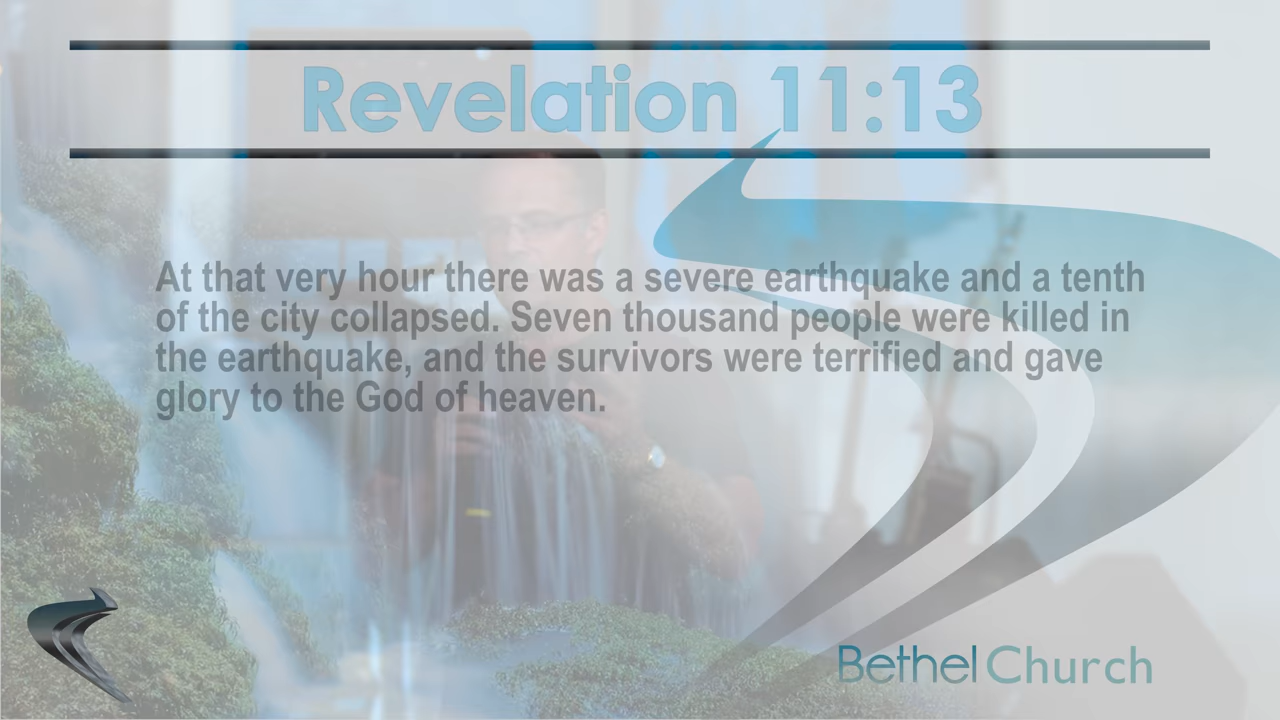 Revelation 11:13
At that very hour there was a severe earthquake and a tenth
of the city collapsed. Seven thousand people were killed in
the earthquake, and the survivors were terrified and gave
glory to the God of heaven.
Bethel Church